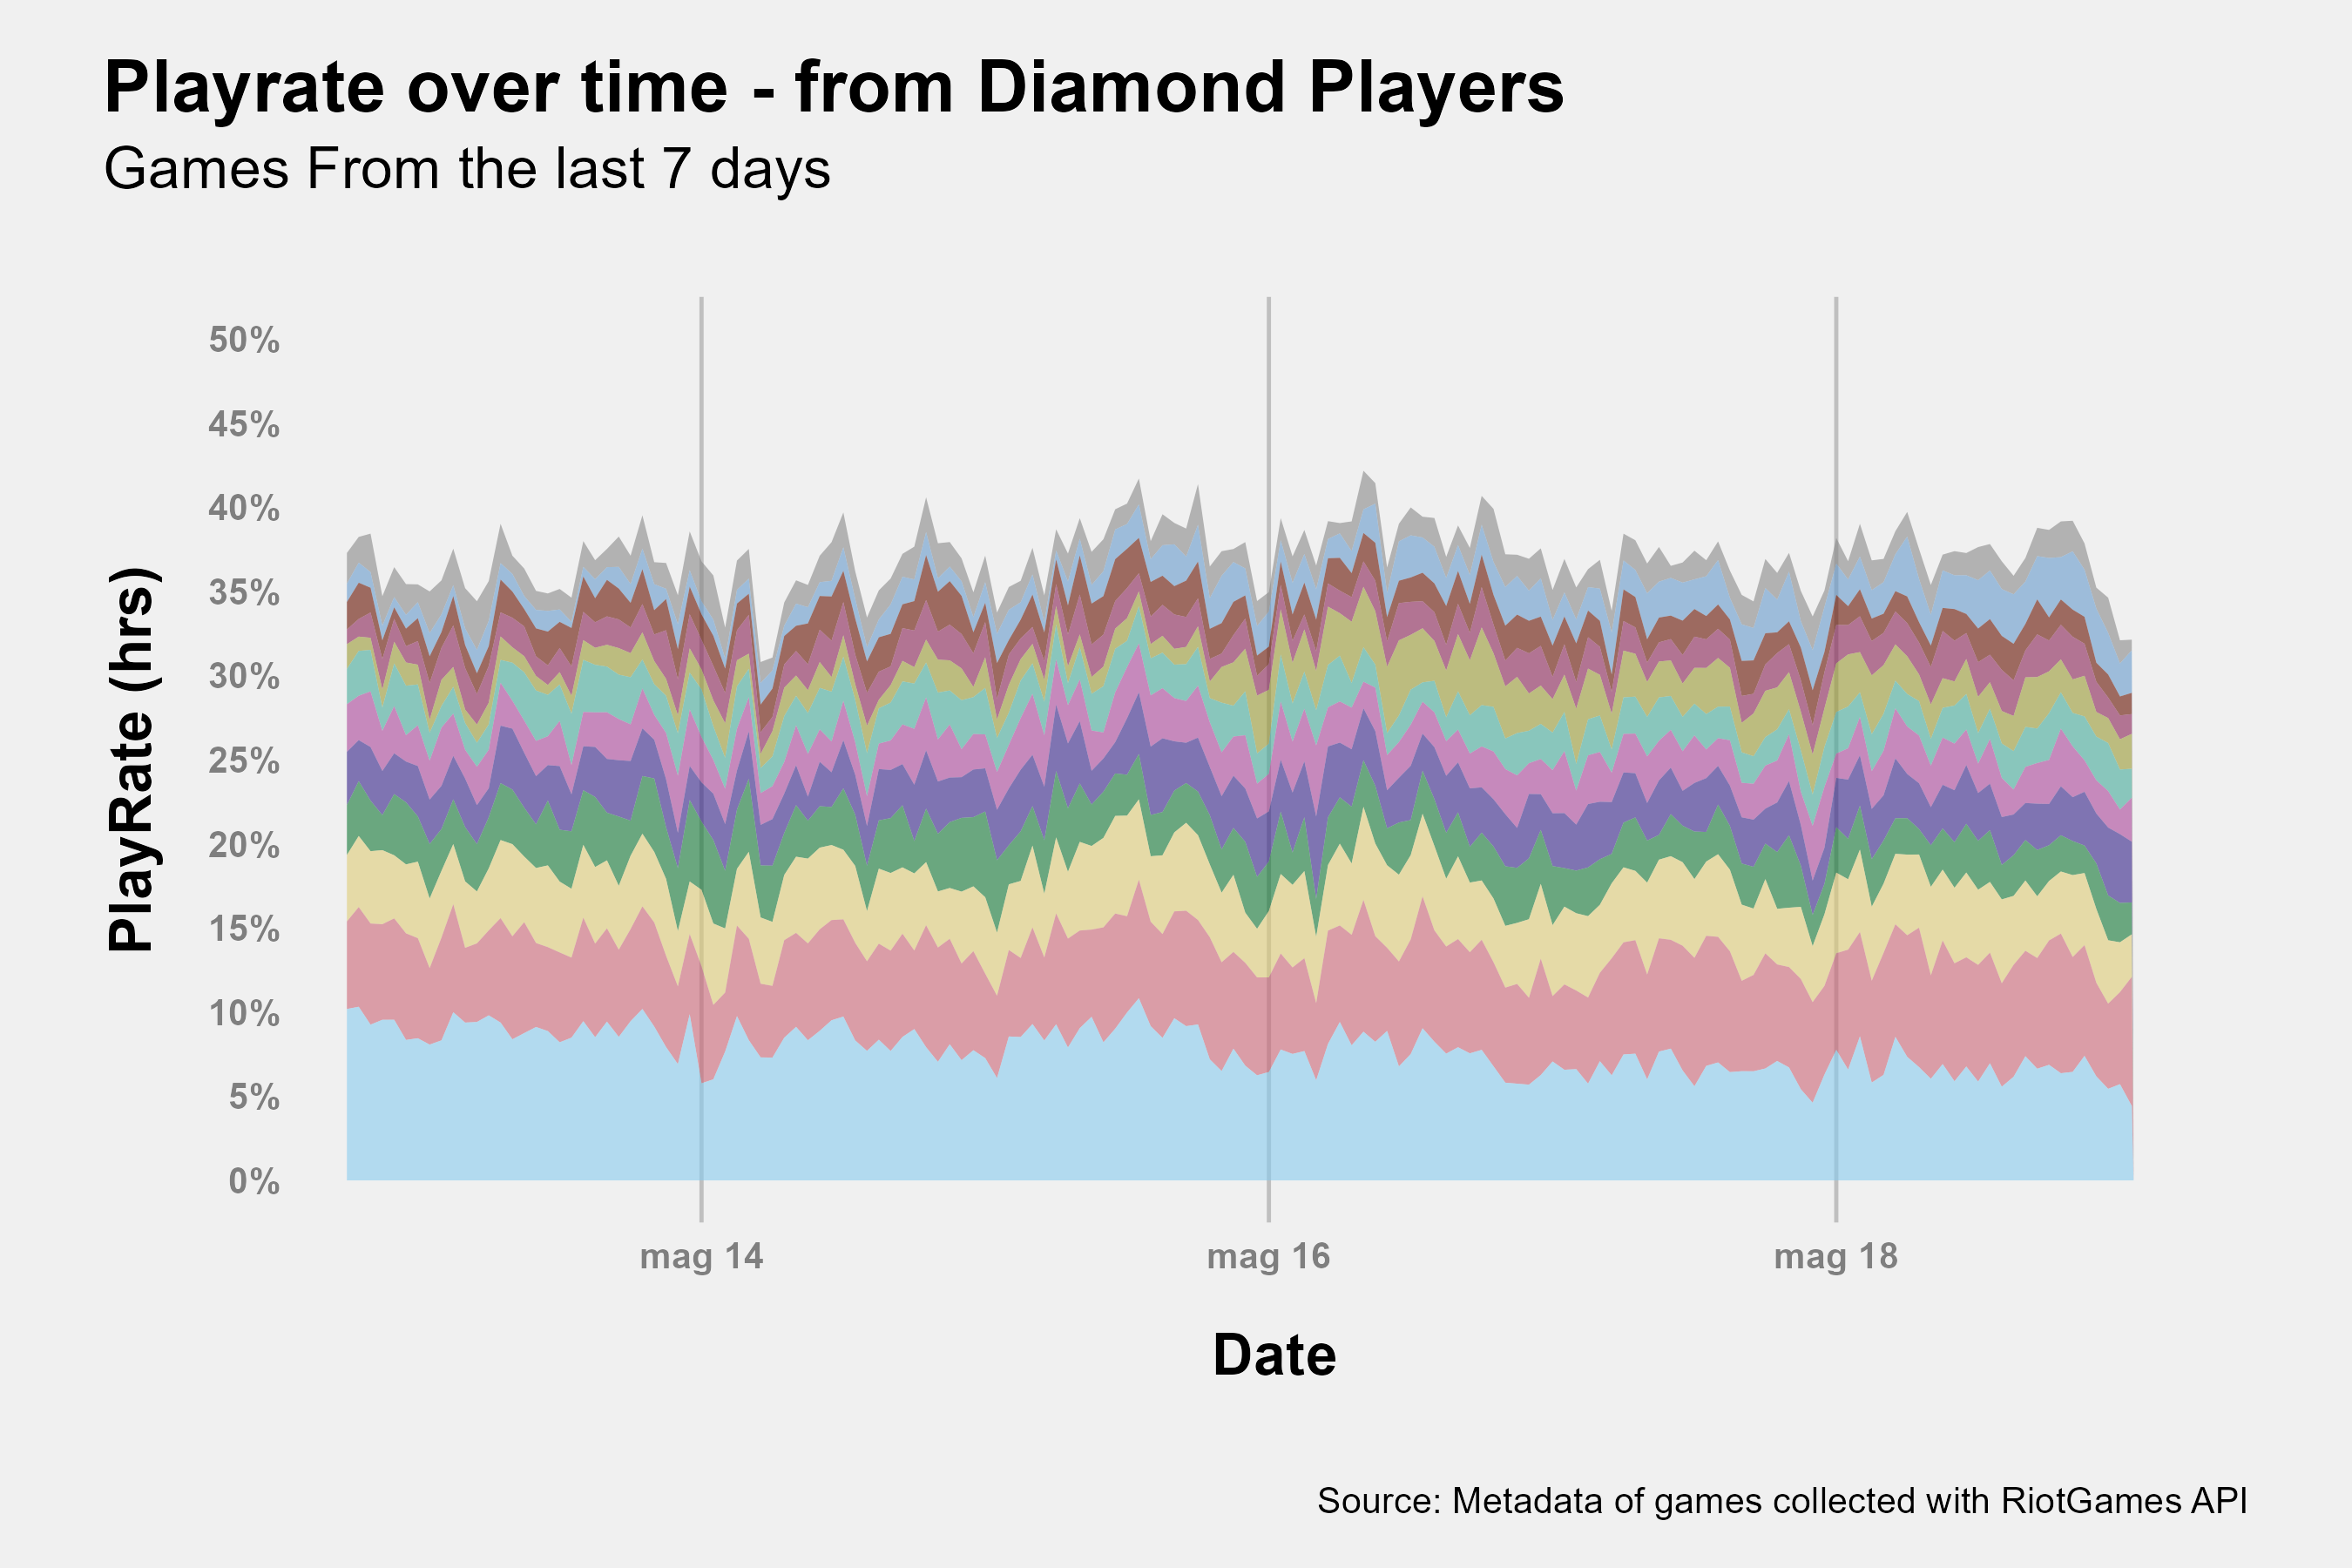 Playrate over time - from Diamond Players
Games From the last 7 days
PlayRate (hrs)
50%
45%
40%
35%
30%
25%
20%
15%
10%
5%
0%
mag 14
mag 16
mag 18
Date
Source: Metadata of games collected with RiotGames API